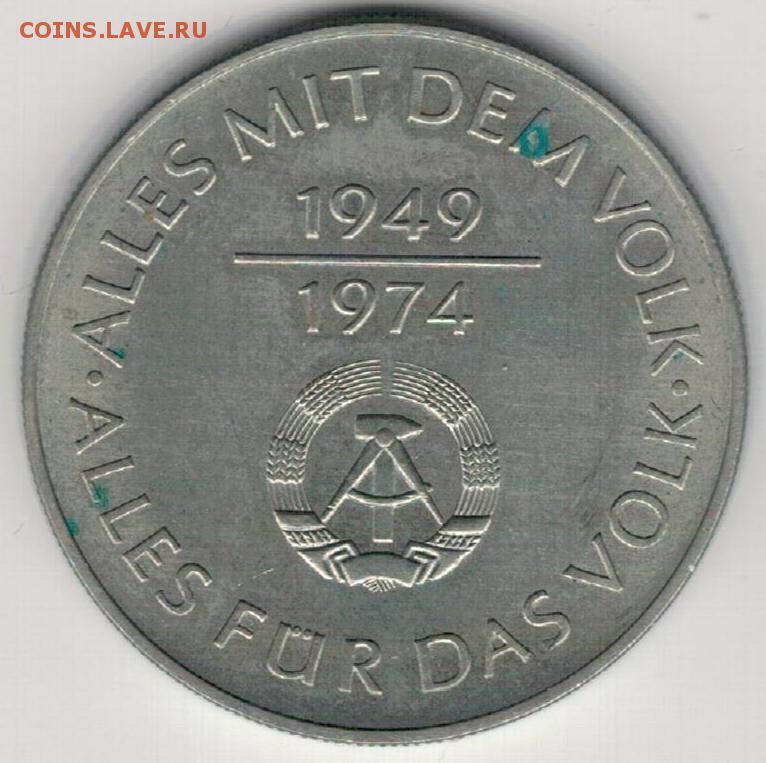 COINS.LAVE.RU
· ALLES MIT DEM VOLK ·
1949
1974
ALLES FÜR DAS VOLK